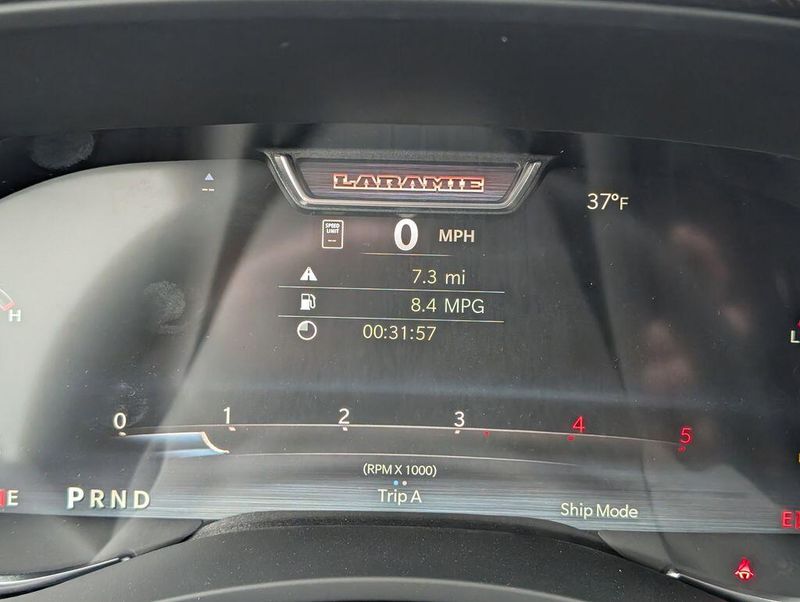 LARAMIE
37°F
SPEED
LIMIT
--
0 MPH
7.3 mi
8.4 MPG
00:31:57
H
L
0 1 2 3 4 5
(RPM X 1000)
Trip A
E PRND
Ship Mode
E